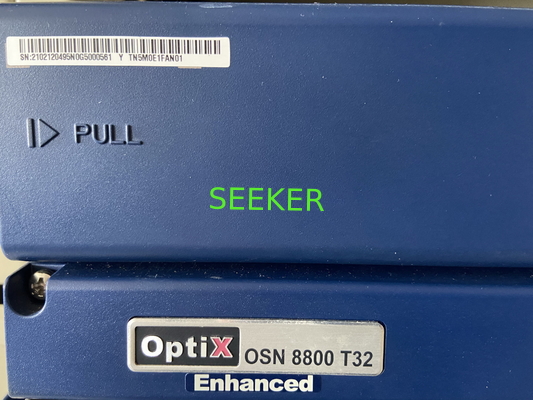 SN:2102120495N0G5000561 Y TN5M0E1FAN01
PULL
SEEKER
OptiX OSN 8800 T32
Enhanced